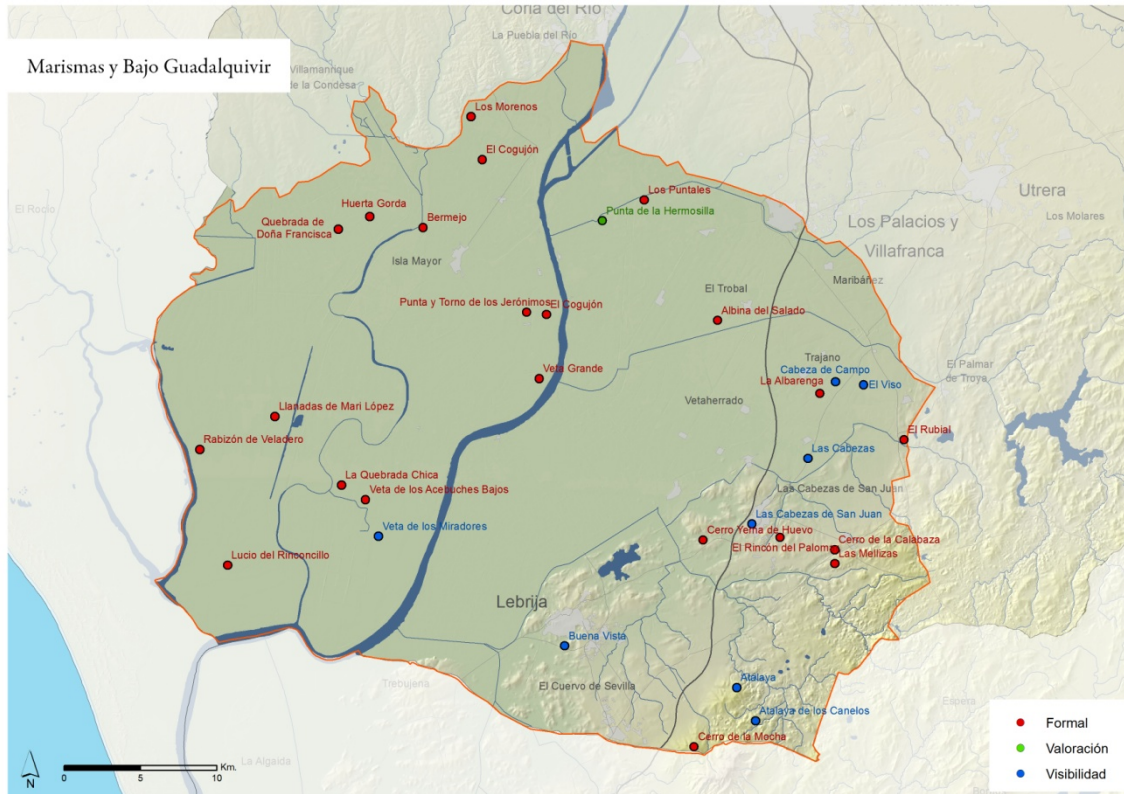 Coria del Río
La Puebla del Río
Marismas y Bajo Guadalquivir
Villamanrique
de la Condesa
Los Morenos
El Cogujón
Utrera
El Rocío
Huerta Gorda
Los Puntales
Punta de la Hermosilla
Los Palacios y
Villafranca
Los Molares
Quebrada de
Doña Francisca
Bermejo
Isla Mayor
Maribáñez
El Trobal
Punta y Torno de los Jerónimos
El Cogujón
Albina del Salado
Trajano
Cabeza de Campo
El Palmar
de Troya
Veta Grande
La Albarenga
El Viso
Vetaherrado
Llanadas de Mari López
Rabizón de Veladero
El Rubial
Las Cabezas
La Quebrada Chica
Veta de los Acebuches Bajos
Las Cabezas de San Juan
Las Cabezas de San Juan
Veta de los Miradores
Cerro Yema de Huevo
Cerro de la Calabaza
El Rincón del Palomar
Las Mellizas
Lucio del Rinconcillo
Lebrija
Buena Vista
Trebujena
El Cuervo de Sevilla
Atalaya
Espera
Atalaya de los Canelos
Cerro de la Mocha
La Algaida
Formal
Valoración
Visibilidad
N
0 5 10 Km.